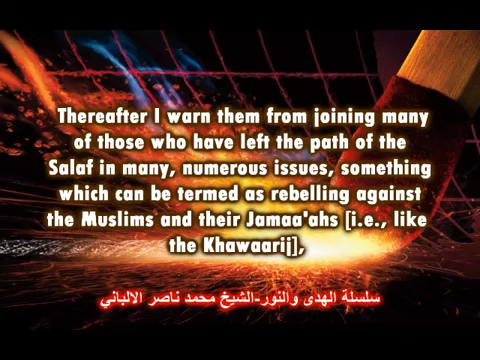 Thereafter I warn them from joining many
of those who have left the path of the
Salaf in many, numerous issues, something
which can be termed as rebelling against
the Muslims and their Jamaa'ahs [i.e., like
the Khawaarij],
سلسلة الهدى والنور-الشيخ محمد ناصر الالباني